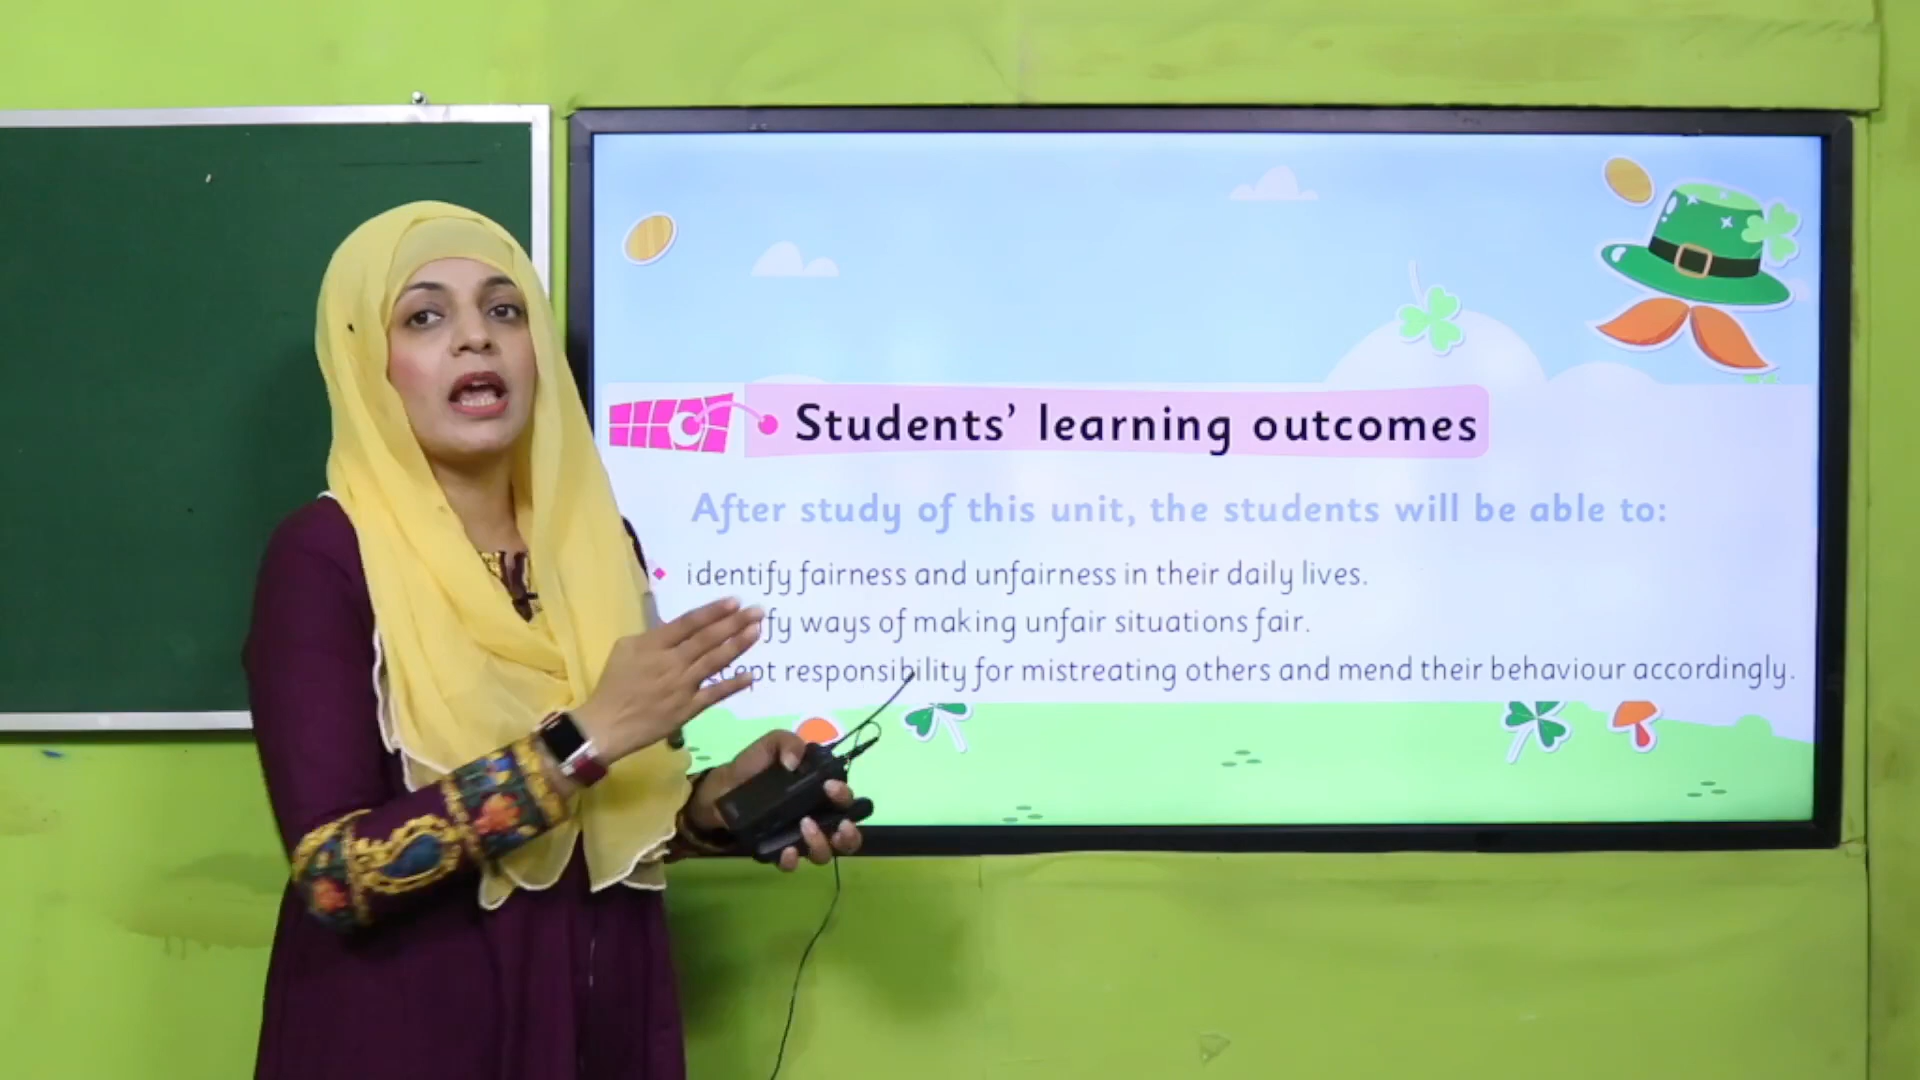 Students’ learning outcomes
After study of this unit, the students will be able to:
identify fairness and unfairness in their daily lives.
ways of making unfair situations fair.
responsibility for mistreating others and mend their behaviour accordingly.